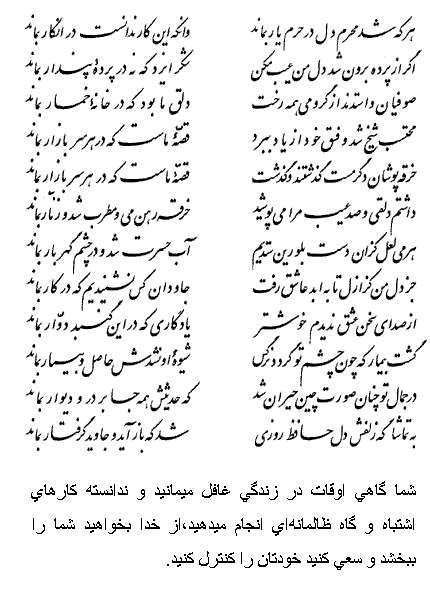 هر که شد محرم دل در حرم یار بماند وانکه این کار ندانست در انکار بماند
اگر از پرده برون شد دل من عیب مکن شکر ایزد که نه در پردهٔ پندار بماند
صوفیان واستدند از گرو می همه رخت دلق ما بود که در خانهٔ خمار بماند
محتسب شیخ شد و فسق خود از یاد ببرد قصهٔ ماست که در هر سر بازار بماند
خرقه پوشان دگر مست گذشتند و گذشت قصهٔ ماست که در هر سر بازار بماند
داشتم دلقی و صد عیب مرا می پوشید خرقه رهن می و مطرب شد و زنار بماند
هر می لعل کزان دست بلورین ستدیم آب حسرت شد و در چشم گهر بار بماند
جز دل من کز ازل تا به ابد عاشق رفت جاودان کس نشنیدیم که در کار بماند
از صدای سخن عشق ندیدم خوشتر یادگاری که در این گنبد دوّار بماند
گشت بیمار که چون چشم تو گردد نرگس شیوهٔ او نشدش حاصل و بیمار بماند
در جمال تو چنان صورت چین حیران شد که حدیثش همه جا بر در و دیوار بماند
به تماشاگه زلفش دل حافظ روزی شد که باز آید و جاوید گرفتار بماند
شما گاهي اوقات در زندگي غافل ميمانيد و ندانسته كارهاي
اشتباه و گاه ظالمانه‌اي انجام ميدهيد،از خدا بخواهيد شما را
ببخشد و سعي كنيد خودتان را كنترل كنيد.